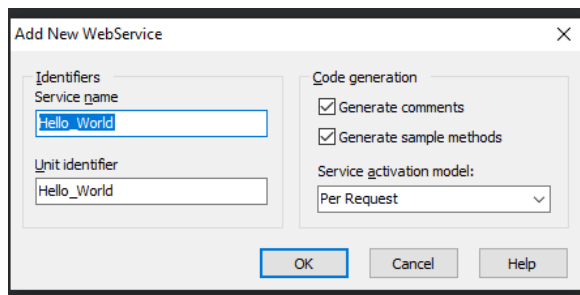 Add New WebService
Identifiers
Service name
Hello_World
Unit identifier
Hello_World
Code generation
Generate comments
Generate sample methods
Service activation model:
Per Request
OK
Cancel
Help